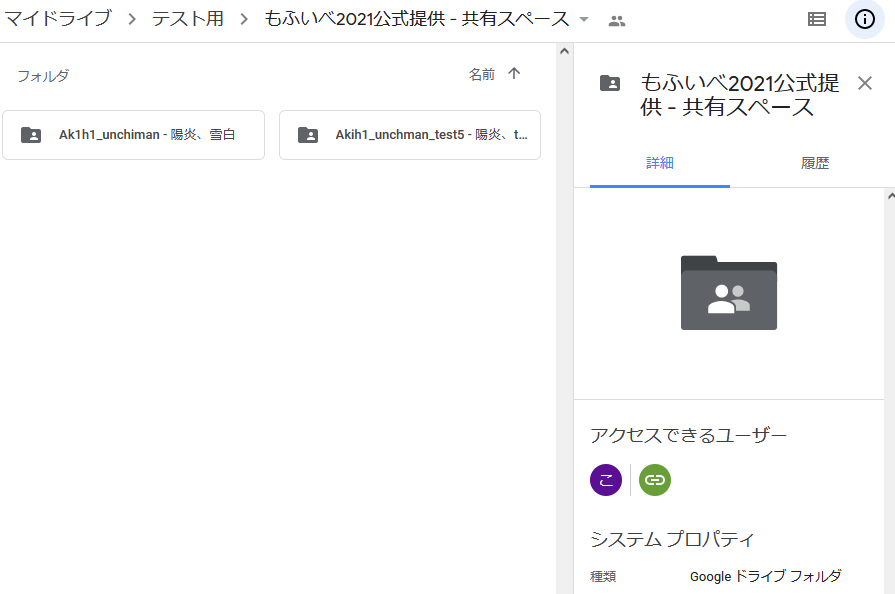 マイドライブ > テスト用 > もふいべ2021公式提供 - 共有スペース
フォルダ
名前 ↑
Ak1h1_unchiman - 陽炎、雪白
Akih1_unchman_test5 - 陽炎、t...
もふいべ2021公式提
供 - 共有スペース
詳細
履歴
アクセスできるユーザー
こ
システム プロパティ
種類
Google ドライブ フォルダ